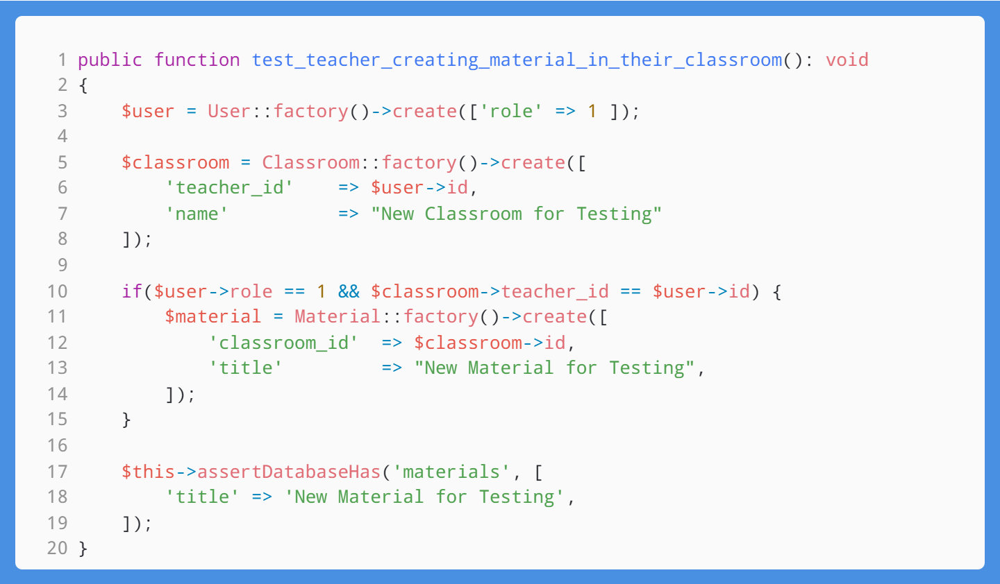 1 public function test_teacher_creating_material_in_their_classroom(): void
2 {
3     $user = User::factory()->create(['role' => 1 ]);
4
5     $classroom = Classroom::factory()->create([
6         'teacher_id'    => $user->id,
7         'name'          => "New Classroom for Testing"
8     ]);
9
10     if($user->role == 1 && $classroom->teacher_id == $user->id) {
11         $material = Material::factory()->create([
12             'classroom_id'  => $classroom->id,
13             'title'         => "New Material for Testing",
14         ]);
15     }
16
17     $this->assertDatabaseHas('materials', [
18         'title' => 'New Material for Testing',
19     ]);
20 }